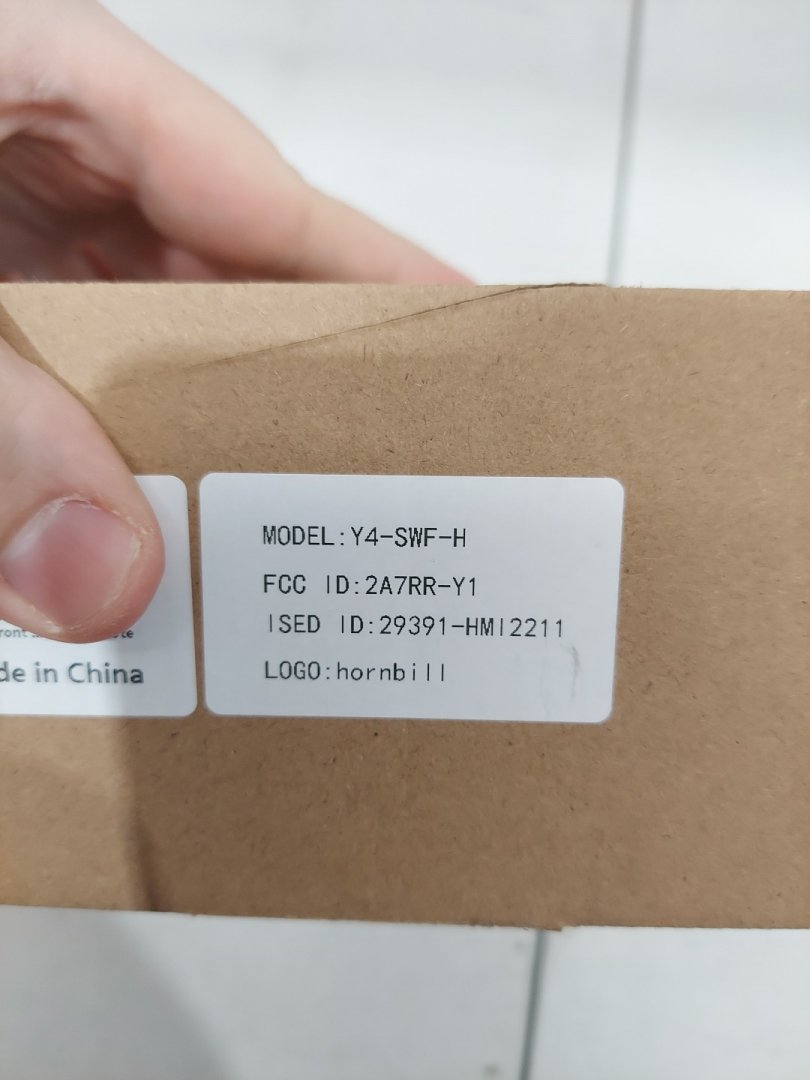 MODEL:Y4-SWF-H
FCC ID:2A7RR-Y1
ISED ID:29391-HMI2211
LOGO:hornbill
de in China